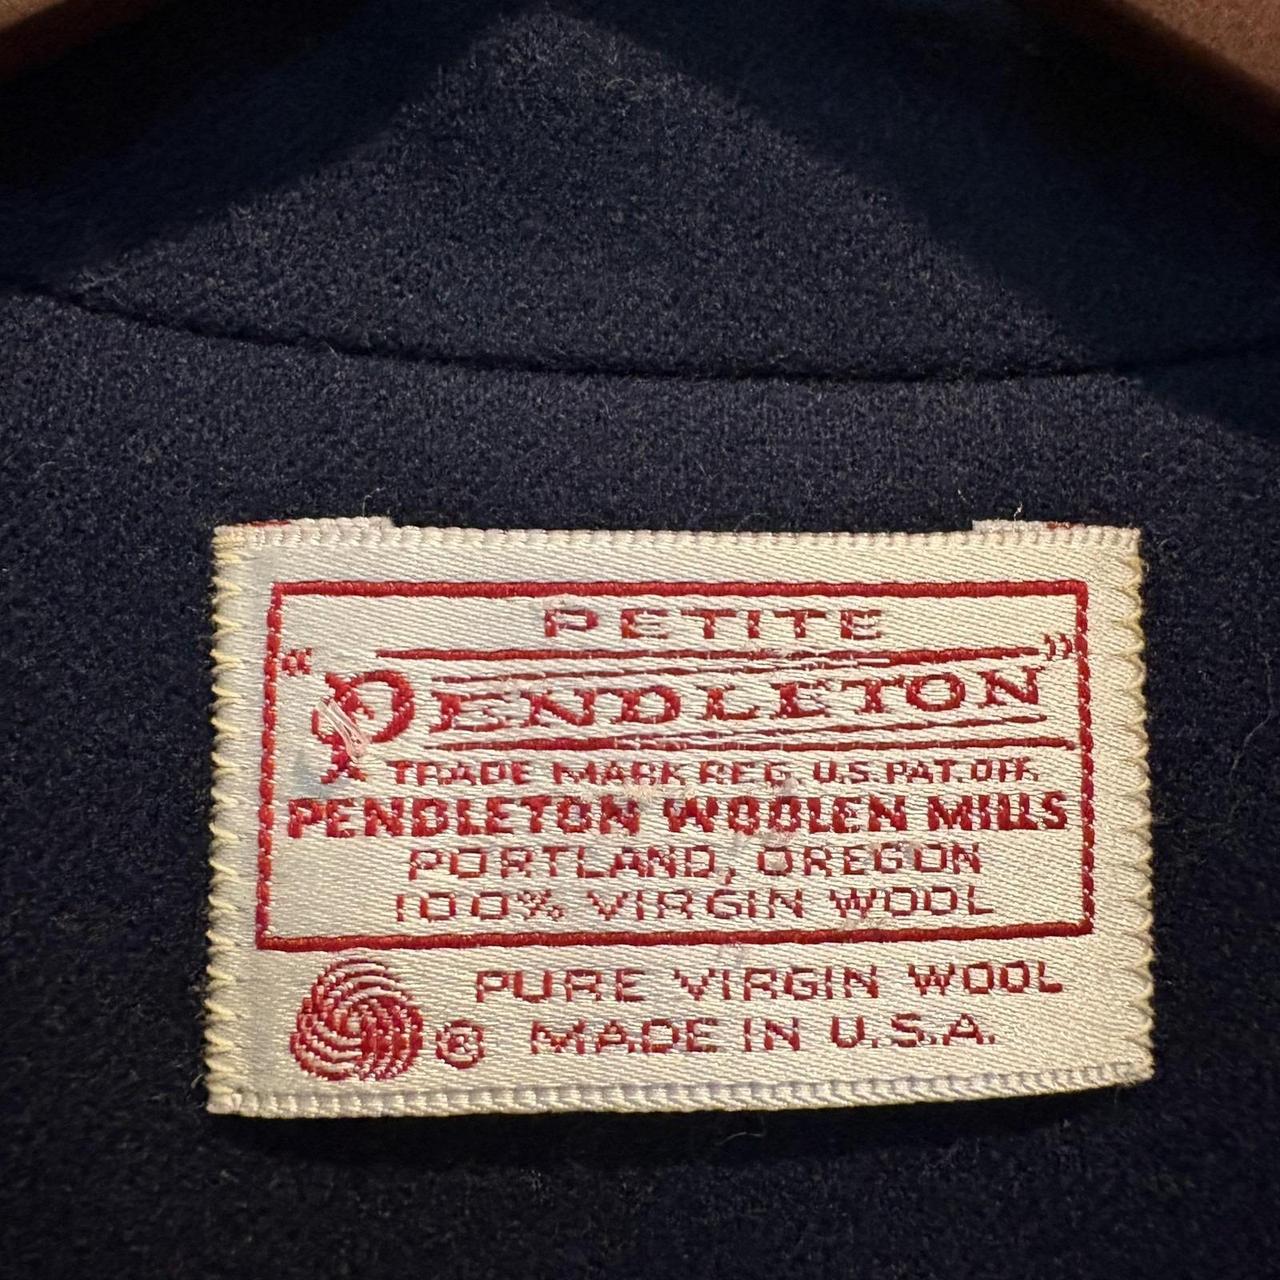 PETITE
"PENDLETON"
TRADE MARK REG. U.S. PAT. OFF.
PENDLETON WOOLEN MILLS
PORTLAND, OREGON
100% VIRGIN WOOL
PURE VIRGIN WOOL
® MADE IN U.S.A.